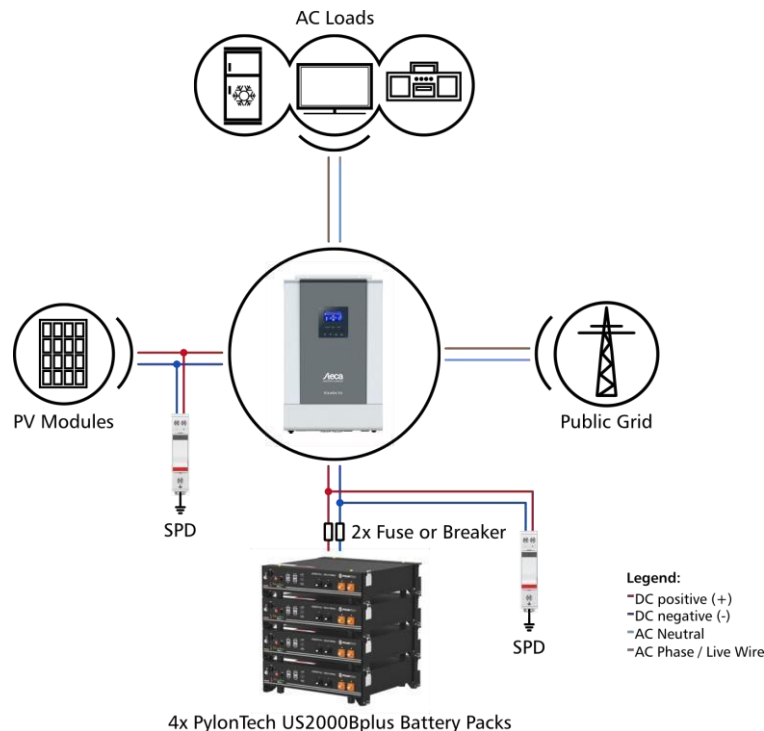 AC Loads
Steca
PV Modules
Public Grid
SPD
2x Fuse or Breaker
SPD
Legend:
DC positive (+)
DC negative (-)
AC Neutral
AC Phase / Live Wire
4x PylonTech US2000Bplus Battery Packs